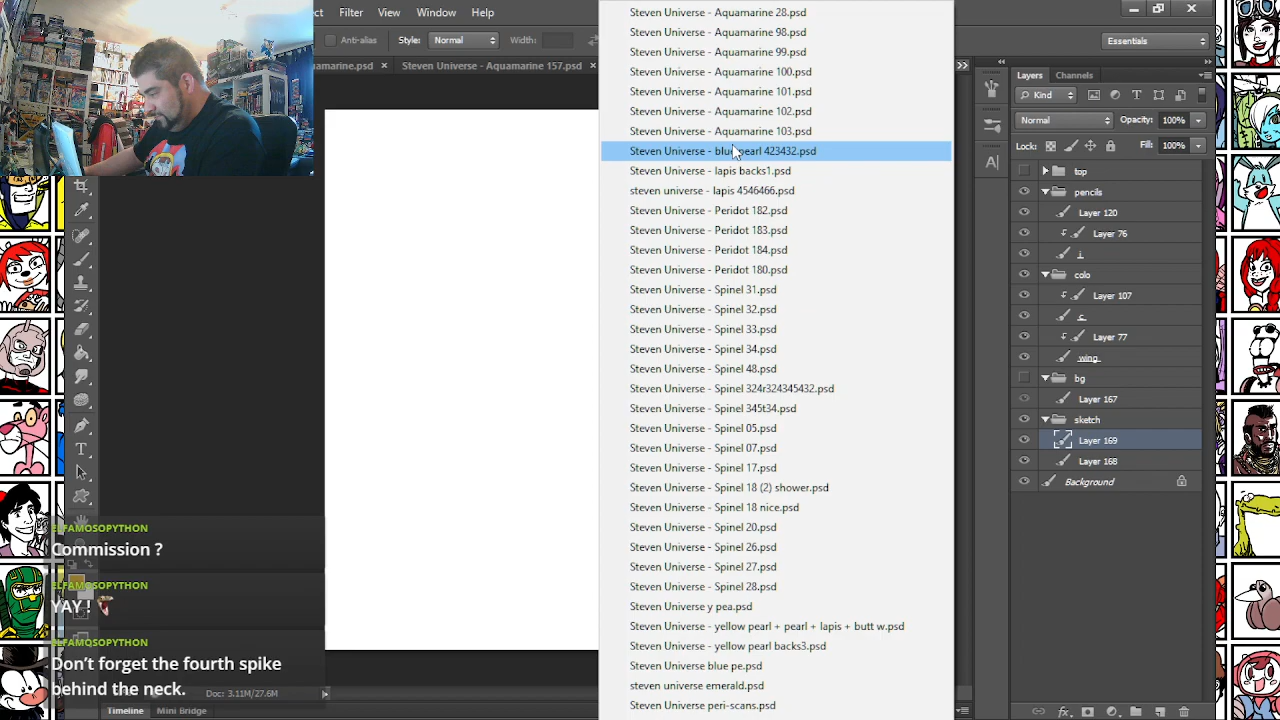 ct
Filter
View
Window
Help
Anti-alias
Style:
Normal
Width:
Essentials
amarine.psd ×
Steven Universe - Aquamarine 157.psd ×
Steven Universe - Aquamarine 28.psd
Steven Universe - Aquamarine 98.psd
Steven Universe - Aquamarine 99.psd
Steven Universe - Aquamarine 100.psd
Steven Universe - Aquamarine 101.psd
Steven Universe - Aquamarine 102.psd
Steven Universe - Aquamarine 103.psd
Steven Universe - blue pearl 423432.psd
Steven Universe - lapis backs1.psd
steven universe - lapis 4546466.psd
Steven Universe - Peridot 182.psd
Steven Universe - Peridot 183.psd
Steven Universe - Peridot 184.psd
Steven Universe - Peridot 180.psd
Steven Universe - Spinel 31.psd
Steven Universe - Spinel 32.psd
Steven Universe - Spinel 33.psd
Steven Universe - Spinel 34.psd
Steven Universe - Spinel 48.psd
Steven Universe - Spinel 324r324345432.psd
Steven Universe - Spinel 345t34.psd
Steven Universe - Spinel 05.psd
Steven Universe - Spinel 07.psd
Steven Universe - Spinel 17.psd
Steven Universe - Spinel 18 (2) shower.psd
Steven Universe - Spinel 18 nice.psd
Steven Universe - Spinel 20.psd
Steven Universe - Spinel 26.psd
Steven Universe - Spinel 27.psd
Steven Universe - Spinel 28.psd
Steven Universe y pea.psd
Steven Universe - yellow pearl + pearl + lapis + butt w.psd
Steven Universe - yellow pearl backs3.psd
Steven Universe blue pe.psd
steven universe emerald.psd
Steven Universe peri-scans.psd
Layers
Channels
Kind
Normal
Opacity: 100%
Lock:
Fill:
top
pencils
Layer 120
Layer 76
i
colo
Layer 107
c
Layer 77
wing
bg
Layer 167
sketch
Layer 169
Layer 168
Background
fx
ELFAMOSOPYTHON
Commission ?
ELFAMOSOPYTHON
YAY !
ELFAMOSOPYTHON
Don't forget the fourth spike
behind the neck.
Doc: 3.11M/27.6M
Timeline
Mini Bridge